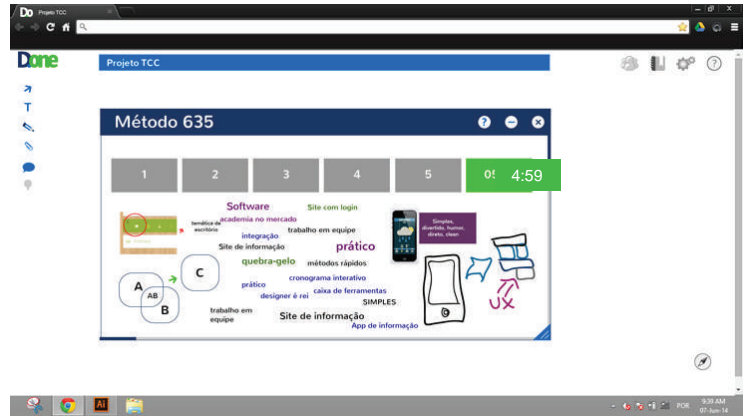 Do Projeto TCC
Done
Projeto TCC
T
Método 635
?
1
2
3
4
5
4:59
Software
Site com login
temática de
escritório
academia no mercado
integração
trabalho em equipe
Site de informação
prático
Simples,
divertido, humor,
direto, clean
quebra-gelo
métodos rápidos
C
cronograma interativo
prático
caixa de ferramentas
A
AB
B
designer é rei
SIMPLES
trabalho em
equipe
Site de informação
App de informação
UX
Ai
POR
9:39 AM
07-Jun-14